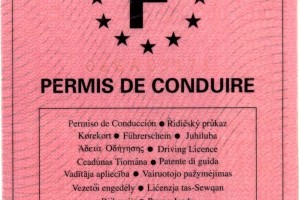 F
PERMIS DE CONDUIRE
Permiso de Conducción ● Řidičský průkaz
Kørekort ● Führerschein ● Juhiluba
Άδεια Οδήγησης ● Driving Licence
Ceadúnas Tiomána ● Patente di guida
Vadītāja apliecība ● Vairuotojo pažymėjimas
Vezetői engedély ● Liċenzja tas-Sewqan